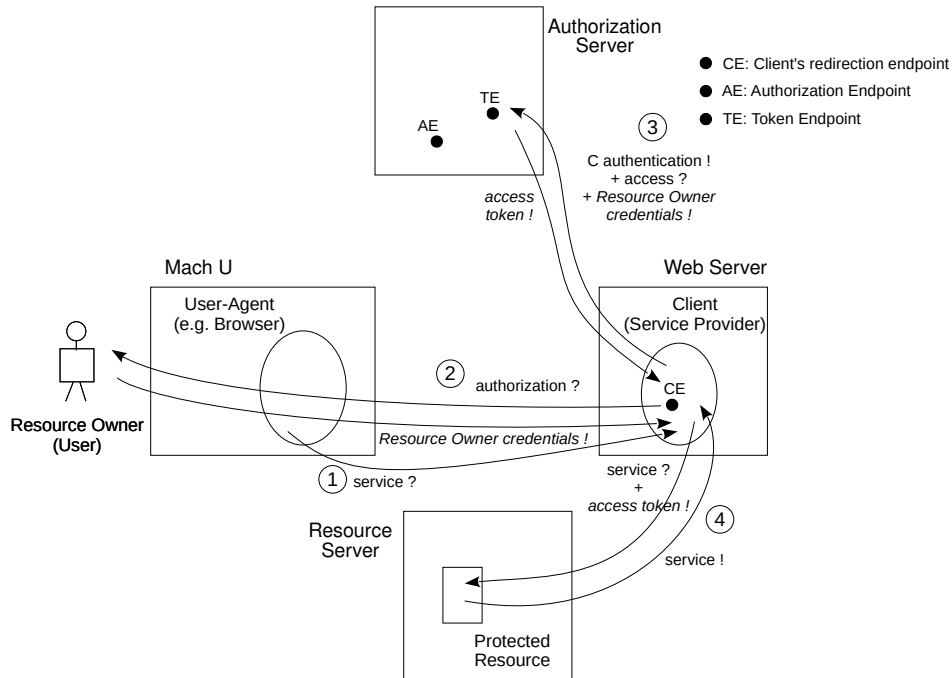 Authorization
Server
CE: Client's redirection endpoint
AE: Authorization Endpoint
TE: Token Endpoint
TE
AE
3
C authentication !
+ access ?
+ Resource Owner
credentials !
access
token !
Mach U
Web Server
User-Agent
(e.g. Browser)
Client
(Service Provider)
2
authorization ?
CE
Resource Owner
(User)
Resource Owner credentials !
1
service ?
service ?
+
access token !
4
Resource
Server
service !
Protected
Resource